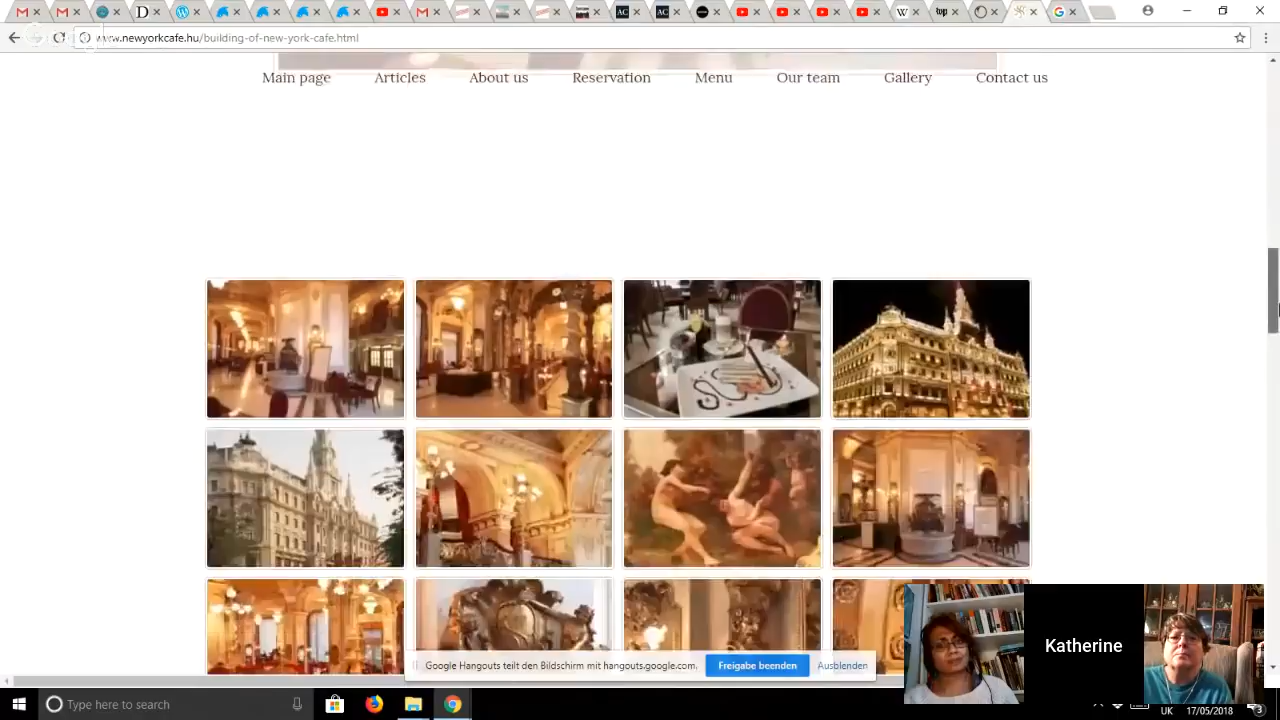 www.newyorkcafe.hu/building-of-new-york-cafe.html
Main page Articles About us Reservation Menu Our team Gallery Contact us
Google Hangouts teilt den Bildschirm mit hangouts.google.com. Freigabe beenden Ausblenden
Katherine
Type here to search
UK 17/05/2018